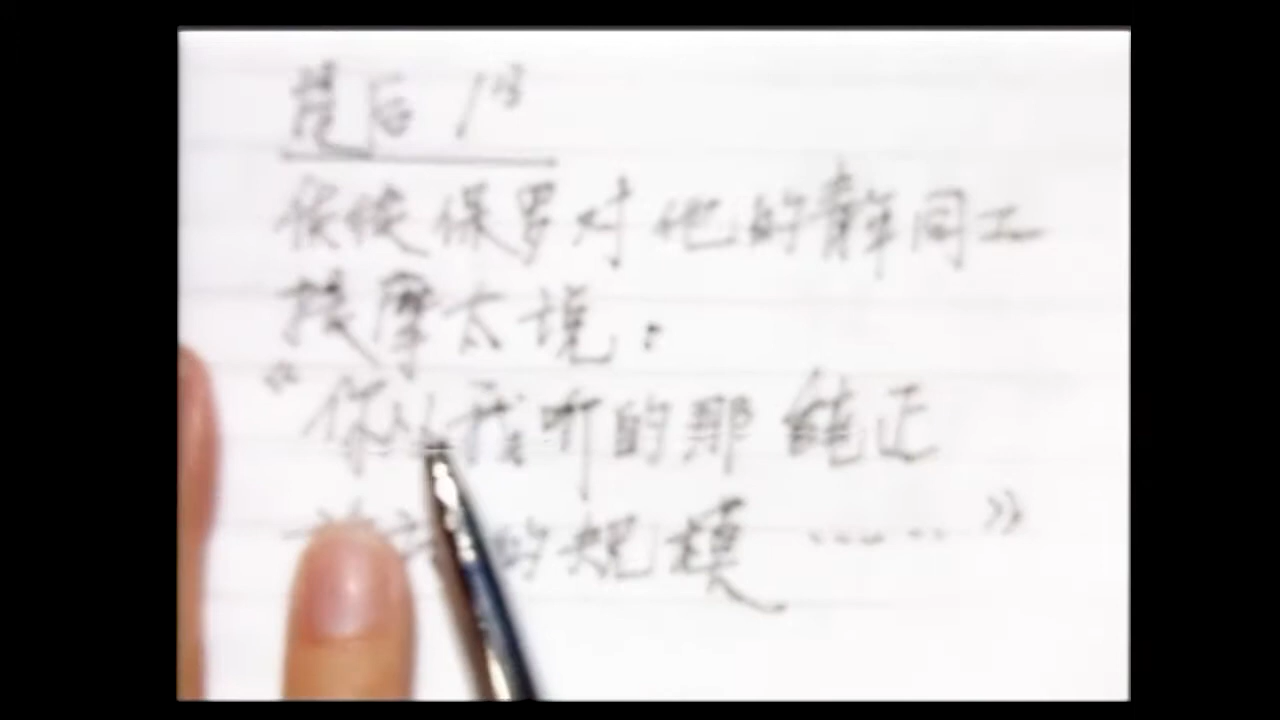 提后 1¹³
使徒保罗对他的青年同工
提摩太说：
“你从我听的那纯正
的规模 ……”